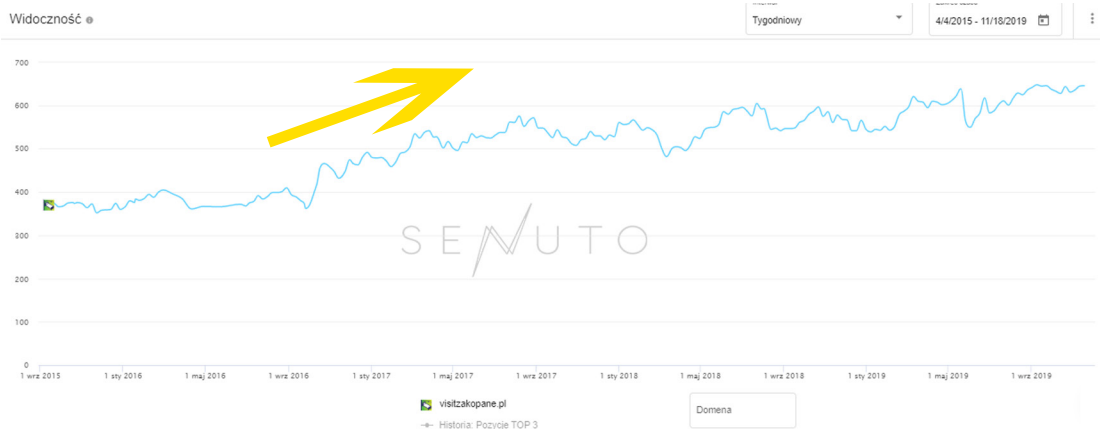 Widoczność
Tygodniowy
4/4/2015 - 11/18/2019
700
600
500
400
300
200
100
0
1 wrz 2015 1 sty 2016 1 maj 2016 1 wrz 2016 1 sty 2017 1 maj 2017 1 wrz 2017 1 sty 2018 1 maj 2018 1 wrz 2018 1 sty 2019 1 maj 2019 1 wrz 2019
SENUTO
visitzakopane.pl
Historia: Pozycje TOP 3
Domena